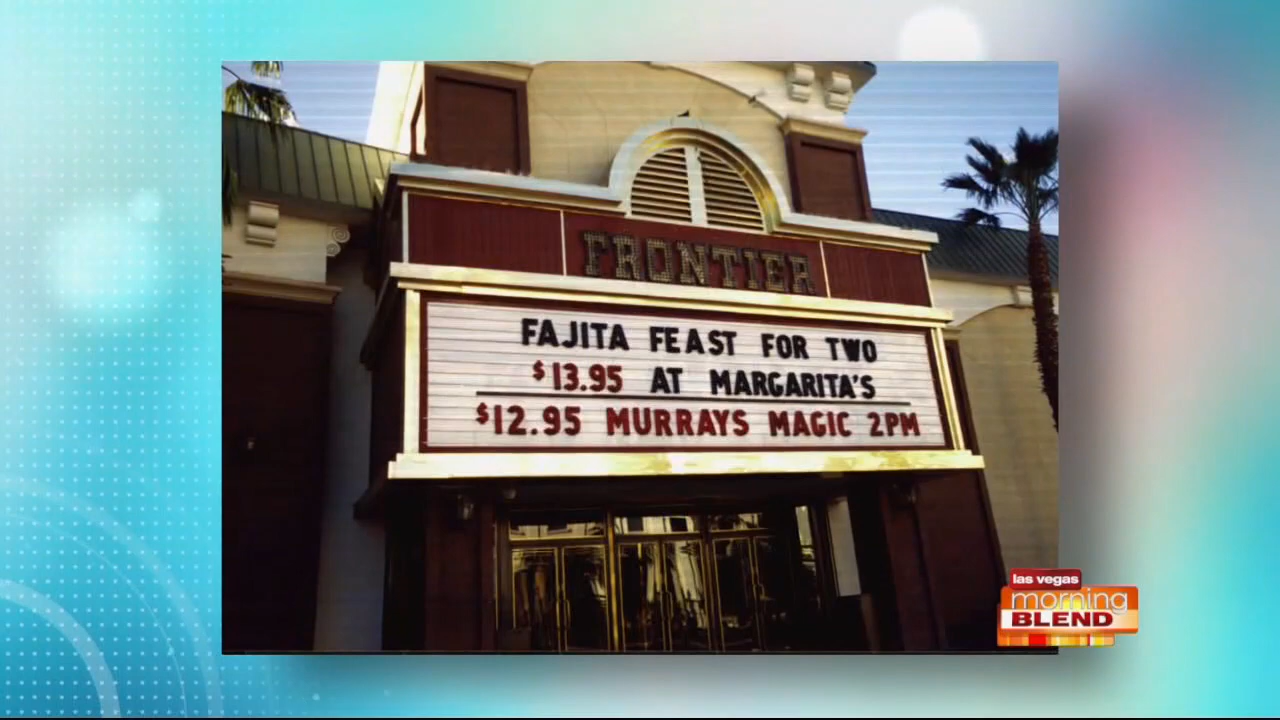 FRONTIER
FAJITA FEAST FOR TWO
$13.95 AT MARGARITA'S
$12.95 MURRAYS MAGIC 2PM
las vegas
morning
BLEND